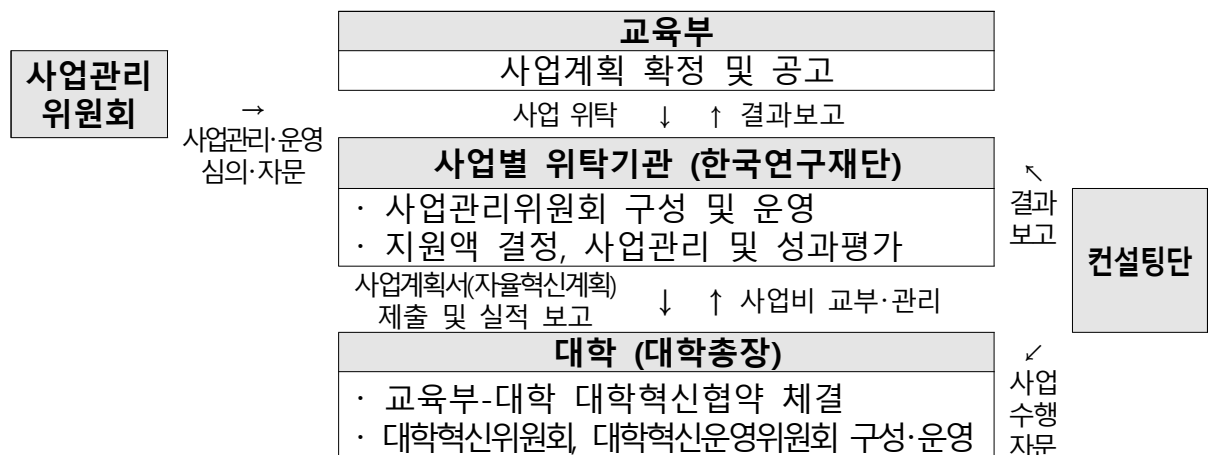 교육부
사업계획 확정 및 공고
사업관리
위원회
→
사업관리·운영
심의·자문
사업 위탁 ↓ ↑ 결과보고
사업별 위탁기관 (한국연구재단)
· 사업관리위원회 구성 및 운영
· 지원액 결정, 사업관리 및 성과평가
↖
결과
보고
컨설팅단
사업계획서(자율혁신계획)
제출 및 실적 보고
↓ ↑ 사업비 교부·관리
대학 (대학총장)
· 교육부-대학 대학혁신협약 체결
· 대학혁신위원회, 대학혁신운영위원회 구성·운영
↙
사업
수행
자문